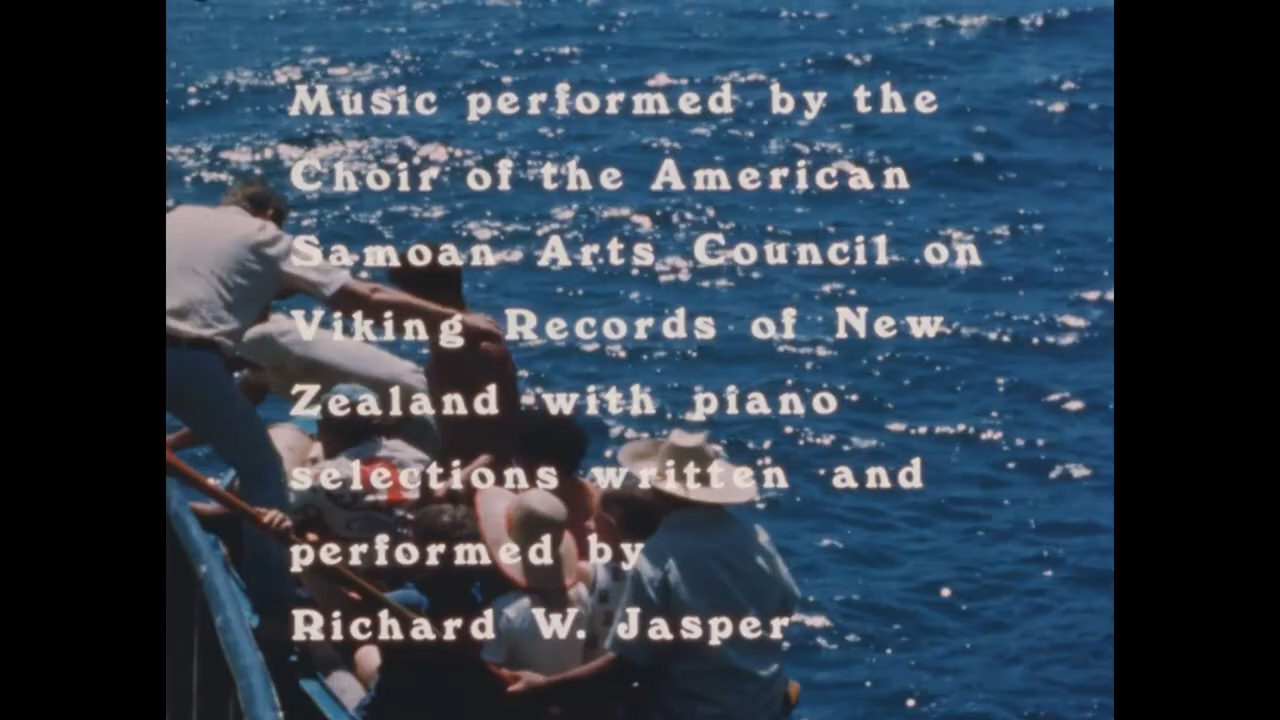 Music performed by the
Choir of the American
Samoan Arts Council on
Viking Records of New
Zealand with piano
selections written and
performed by
Richard W. Jasper